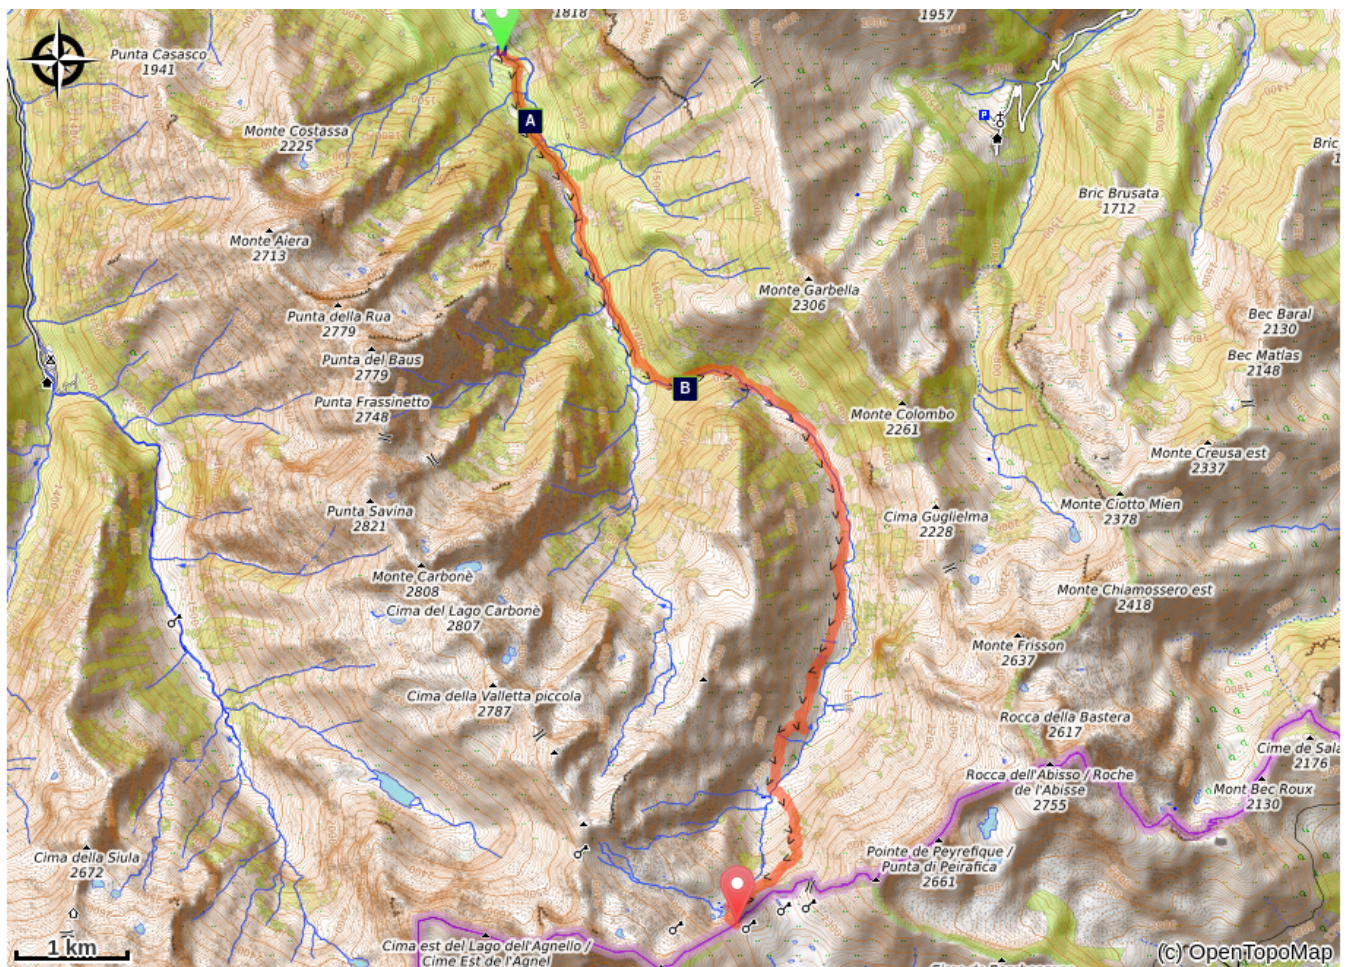 1818
1957
Punta Casasco
1941
Monte Costassa
2225
A
P
Bric
Bric Brusata
1712
Monte Aiera
2713
Monte Garbella
2306
Punta della Rua
2779
Bec Baral
2130
Punta del Baus
2779
Bec Matlas
2148
B
Punta Frassinetto
2748
Monte Colombo
2261
Monte Creusa est
2337
Punta Savina
2821
Cima Guglielma
2228
Monte Ciotto Mien
2378
Monte Carbonè
2808
Monte Chiamossero est
2418
Cima del Lago Carbonè
2807
Monte Frisson
2637
Cima della Valletta piccola
2787
Rocca della Bastera
2617
Cime de Sala
2176
Rocca dell'Abisso / Roche
de l'Abisse
2755
Mont Bec Roux
2130
Cima della Siula
2672
Pointe de Peyrefique /
Punta di Peirafica
2661
1 km
Cima est del Lago dell'Agnello /
Cime Est de l'Agnel
(c) OpenTopoMap